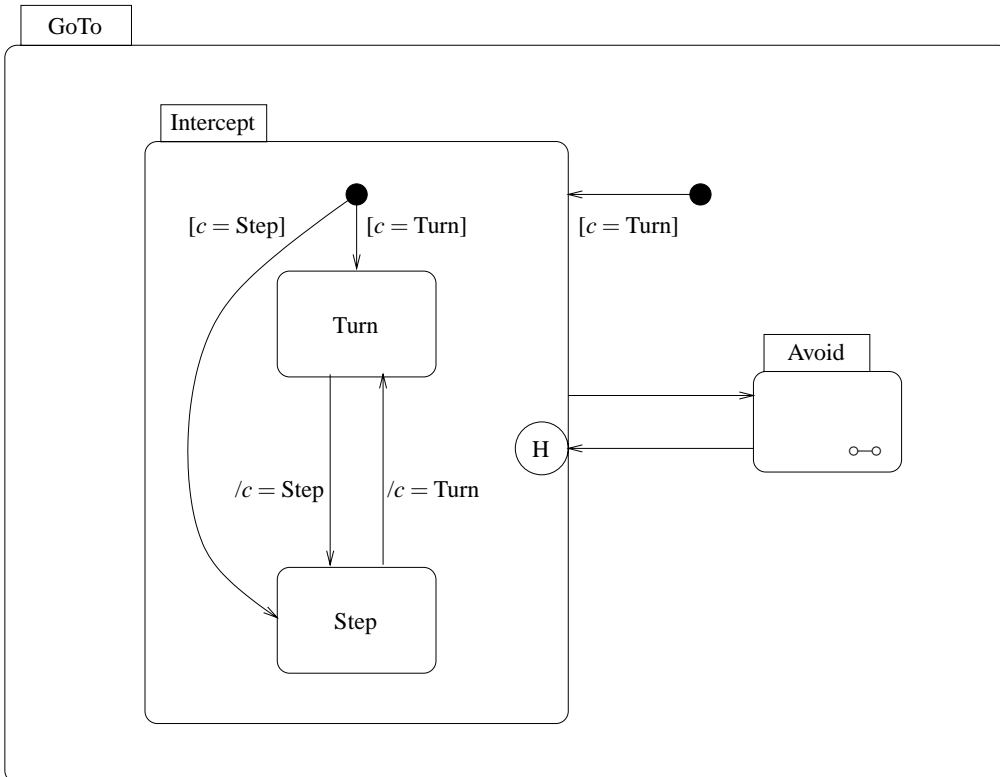 GoTo
Intercept
[c = Step]
[c = Turn]
[c = Turn]
Turn
Avoid
H
/c = Step
/c = Turn
Step